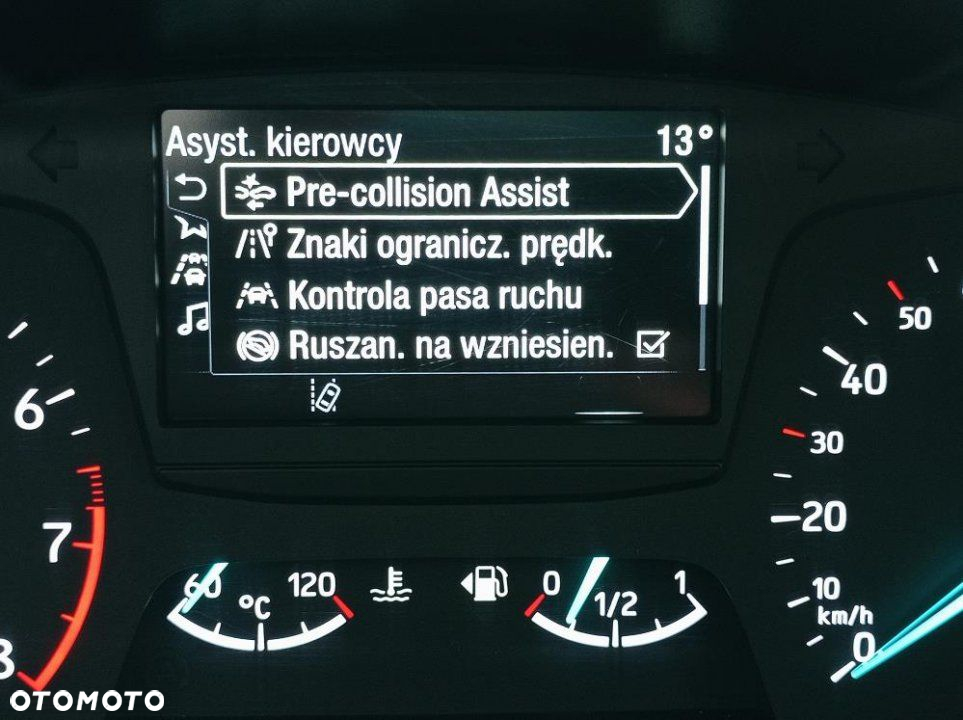 Asyst. kierowcy 13°
Pre-collision Assist
Znaki ogranicz. prędk.
Kontrola pasa ruchu
Ruszan. na wzniesien.
50
40
30
20
10
km/h
0
6
7
8
60 °C 120
0 1/2 1
OTOMOTO